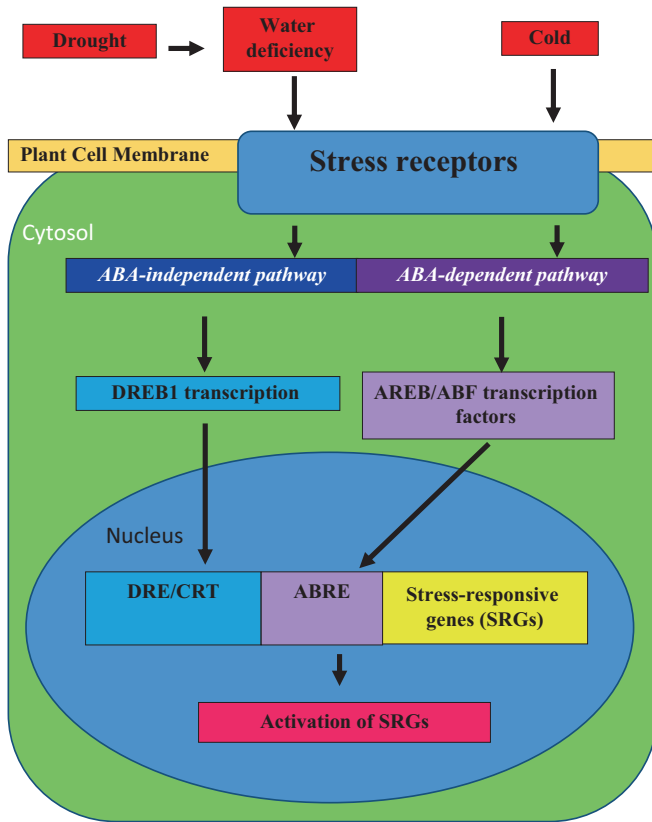 Drought
Water
deficiency
Cold
Plant Cell Membrane
Stress receptors
Cytosol
ABA-independent pathway
ABA-dependent pathway
DREB1 transcription
AREB/ABF transcription
factors
Nucleus
DRE/CRT
ABRE
Stress-responsive
genes (SRGs)
Activation of SRGs